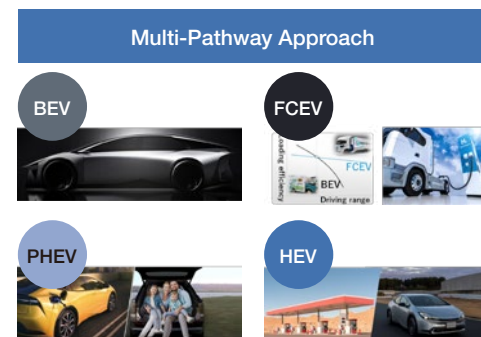 Multi-Pathway Approach
BEV
FCEV
FCEV
BEV
Driving range
PHEV
HEV